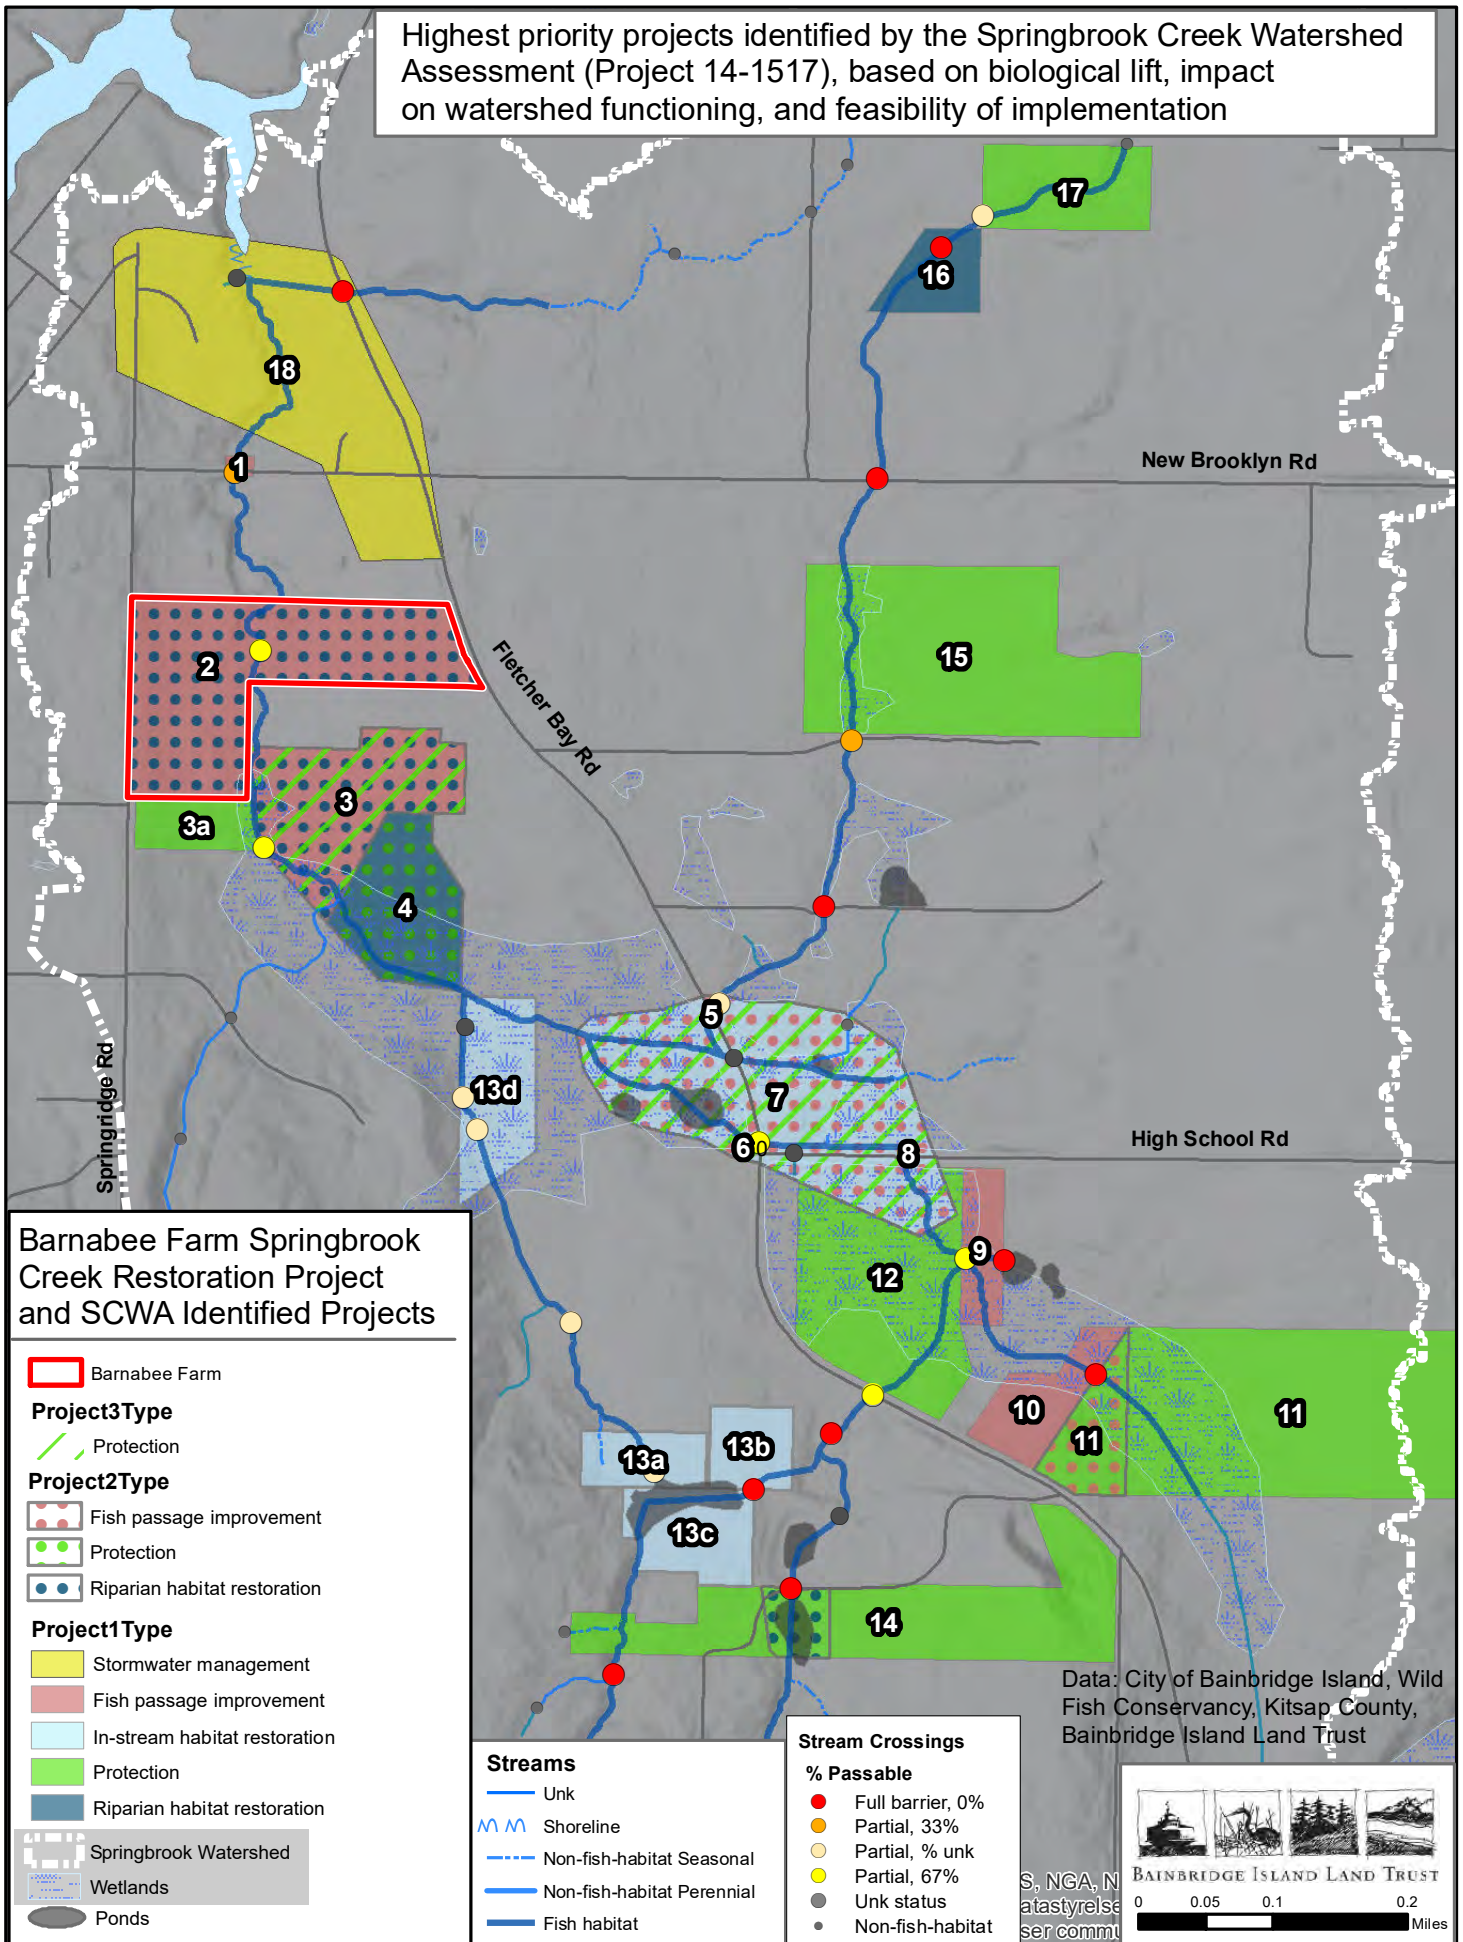 Highest priority projects identified by the Springbrook Creek Watershed
Assessment (Project 14-1517), based on biological lift, impact
on watershed functioning, and feasibility of implementation
17
16
18
1
New Brooklyn Rd
15
2
Fletcher Bay Rd
3
3a
4
5
13d
7
6
8
High School Rd
Springridge Rd
9
12
10
11
11
13a
13b
13c
14
Barnabee Farm Springbrook
Creek Restoration Project
and SCWA Identified Projects
Barnabee Farm
Project3Type
Protection
Project2Type
Fish passage improvement
Protection
Riparian habitat restoration
Project1Type
Stormwater management
Fish passage improvement
In-stream habitat restoration
Protection
Riparian habitat restoration
Springbrook Watershed
Wetlands
Ponds
Streams
Unk
Shoreline
Non-fish-habitat Seasonal
Non-fish-habitat Perennial
Fish habitat
Stream Crossings
% Passable
Full barrier, 0%
Partial, 33%
Partial, % unk
Partial, 67%
Unk status
Non-fish-habitat
Data: City of Bainbridge Island, Wild
Fish Conservancy, Kitsap County,
Bainbridge Island Land Trust
S, NGA, N
atastyrelse
ser commu
BAINBRIDGE ISLAND LAND TRUST
0 0.05 0.1 0.2
Miles